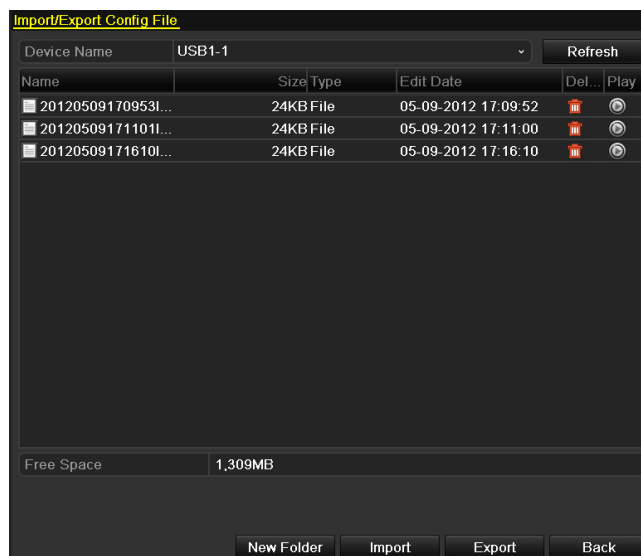 Import/Export Config File
Device Name USB1-1 Refresh
Name Size Type Edit Date Del... Play
20120509170953I... 24KB File 05-09-2012 17:09:52
20120509171101I... 24KB File 05-09-2012 17:11:00
20120509171610I... 24KB File 05-09-2012 17:16:10
Free Space 1,309MB
New Folder Import Export Back